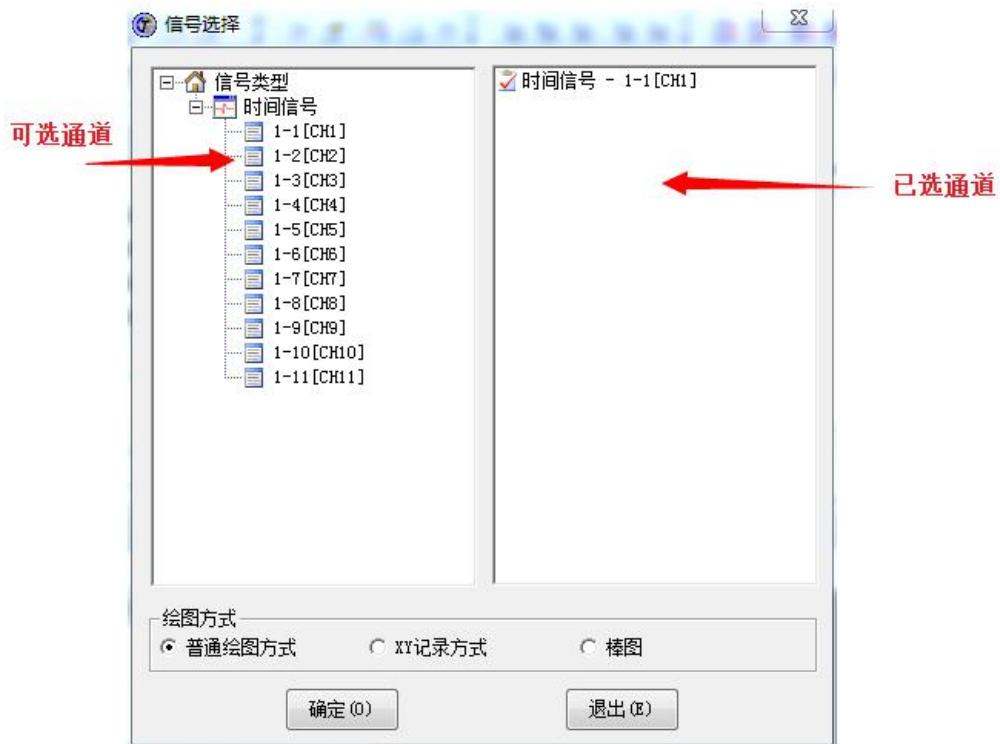 信号选择
信号类型
时间信号
1-1[CH1]
1-2[CH2]
1-3[CH3]
1-4[CH4]
1-5[CH5]
1-6[CH6]
1-7[CH7]
1-8[CH8]
1-9[CH9]
1-10[CH10]
1-11[CH11]
时间信号 - 1-1[CH1]
可选通道
已选通道
绘图方式
普通绘图方式 XY记录方式 棒图
确定(O) 退出(E)